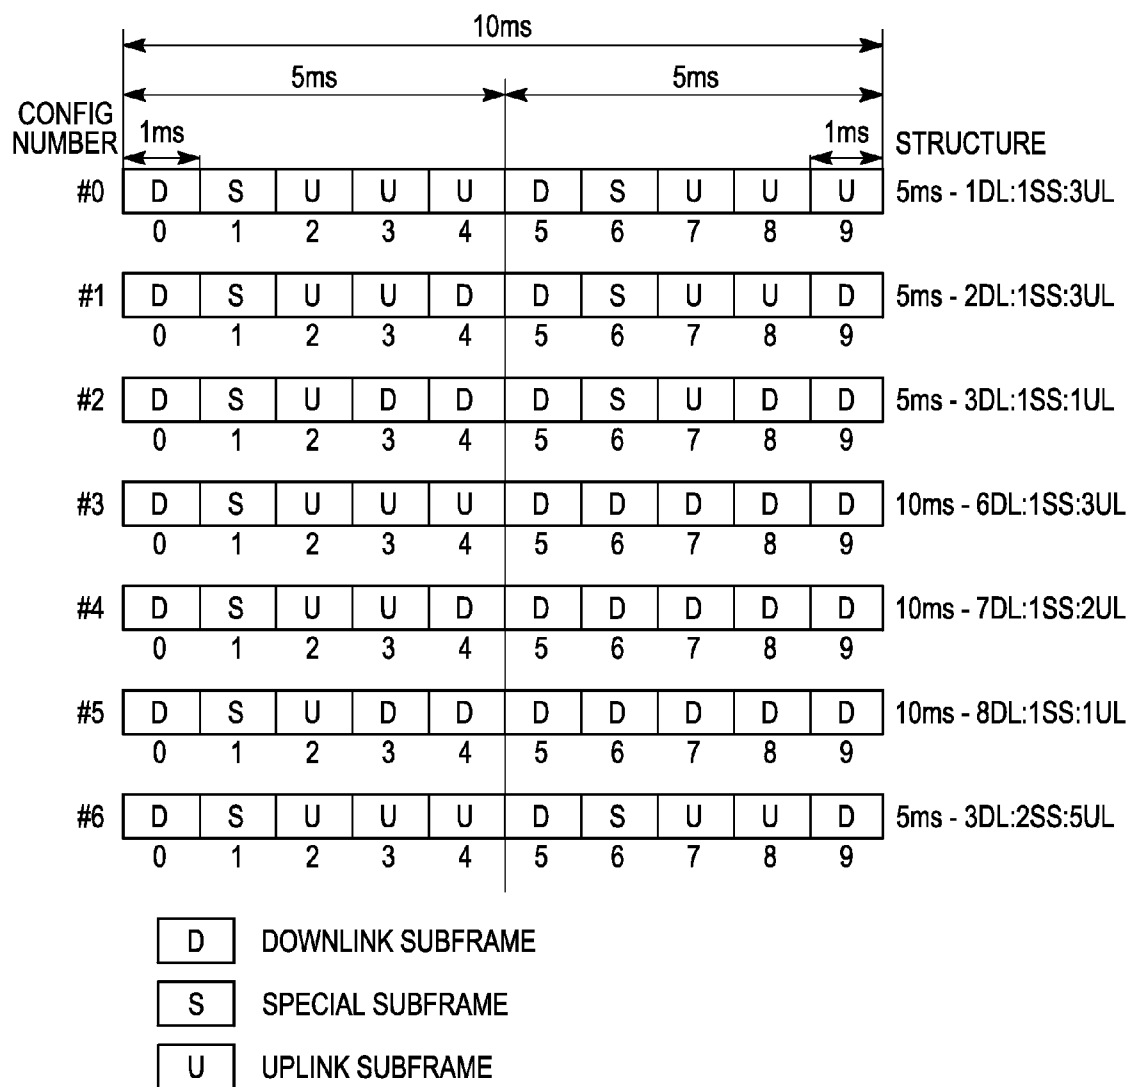 10ms
5ms 5ms
CONFIG
NUMBER 1ms 1ms STRUCTURE
#0 D S U U U D S U U U 5ms - 1DL:1SS:3UL
0 1 2 3 4 5 6 7 8 9
#1 D S U U D D S U U D 5ms - 2DL:1SS:3UL
0 1 2 3 4 5 6 7 8 9
#2 D S U D D D S U D D 5ms - 3DL:1SS:1UL
0 1 2 3 4 5 6 7 8 9
#3 D S U U U D D D D D 10ms - 6DL:1SS:3UL
0 1 2 3 4 5 6 7 8 9
#4 D S U U D D D D D D 10ms - 7DL:1SS:2UL
0 1 2 3 4 5 6 7 8 9
#5 D S U D D D D D D D 10ms - 8DL:1SS:1UL
0 1 2 3 4 5 6 7 8 9
#6 D S U U U D S U U D 5ms - 3DL:2SS:5UL
0 1 2 3 4 5 6 7 8 9
D DOWNLINK SUBFRAME
S SPECIAL SUBFRAME
U UPLINK SUBFRAME